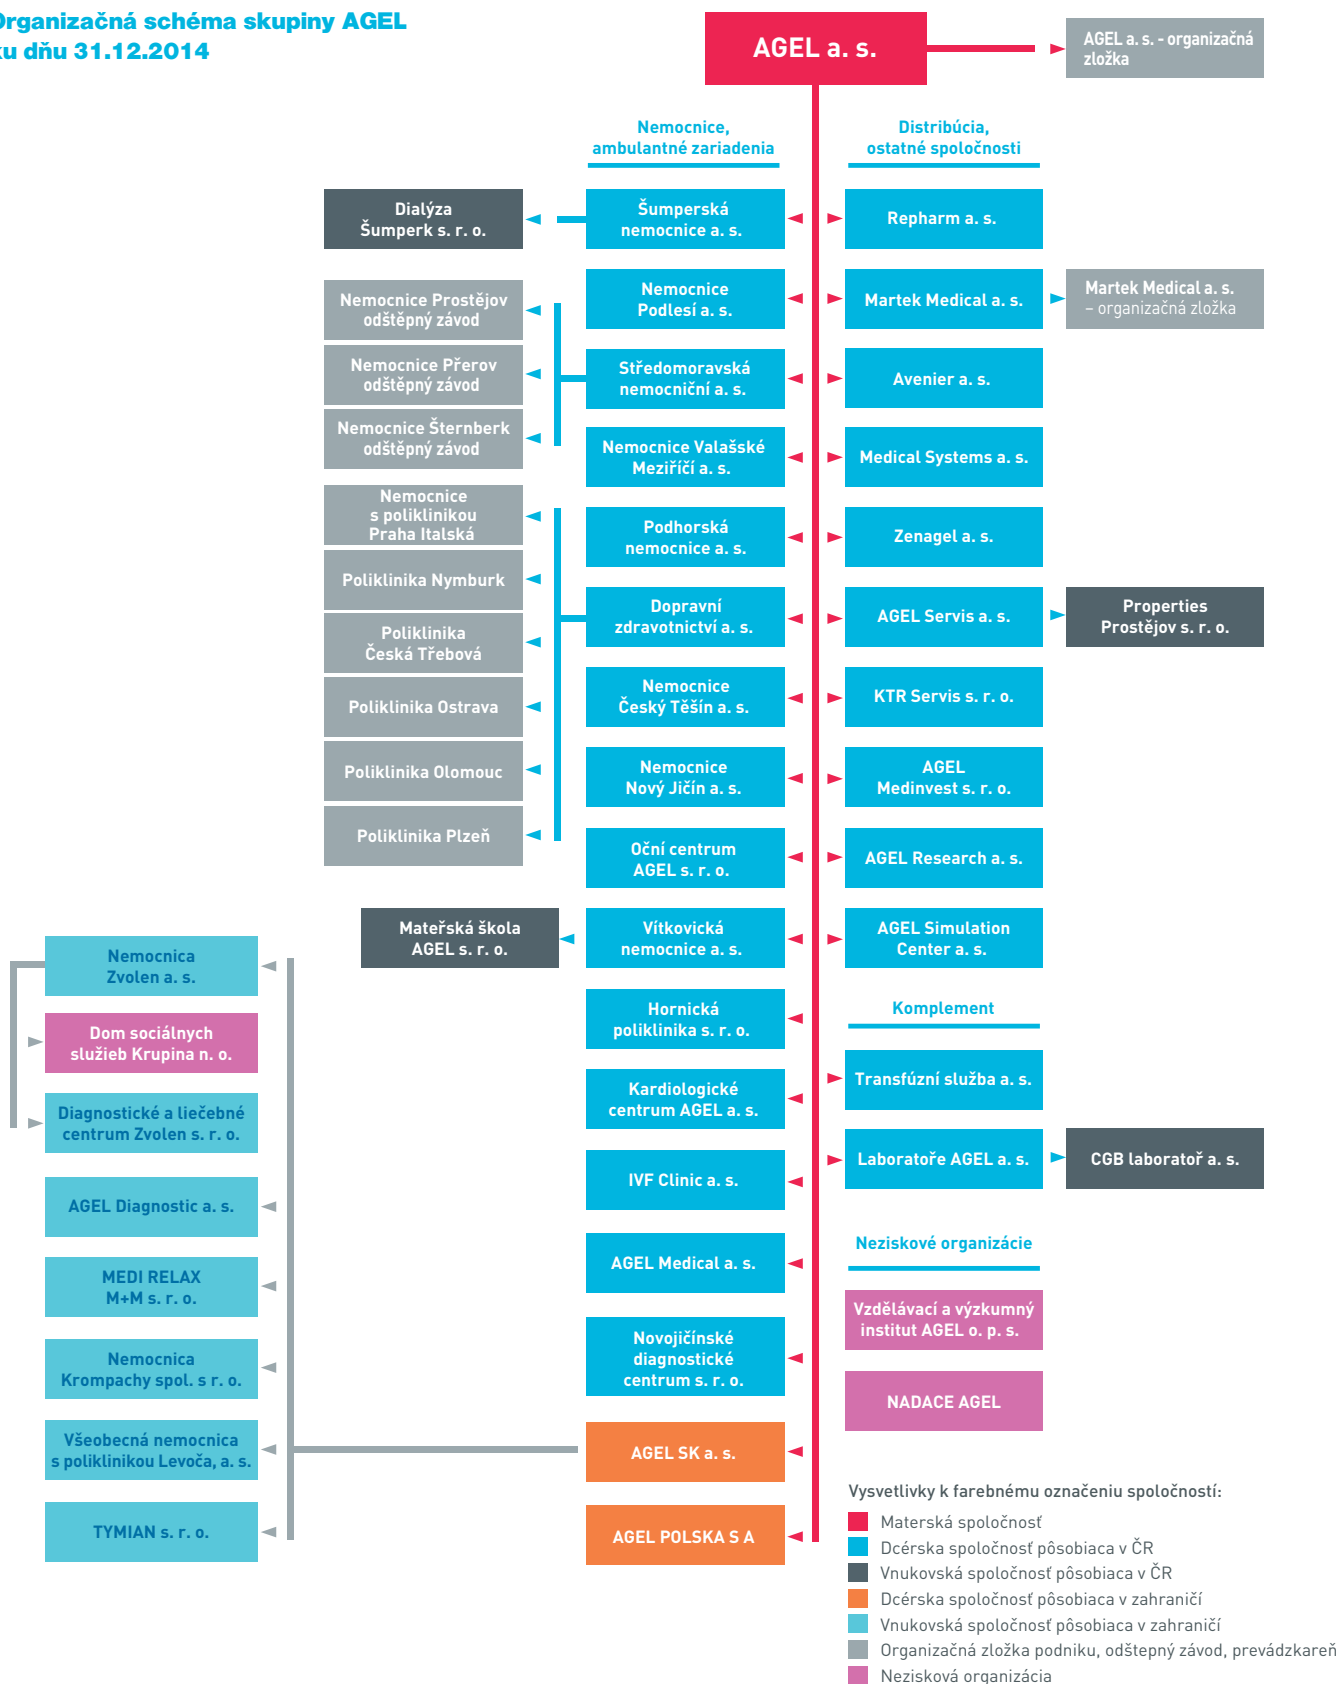 Organizačná schéma skupiny AGEL
ku dňu 31.12.2014
AGEL a. s.
AGEL a. s. - organizačná
zložka
Nemocnice,
ambulantné zariadenia
Distribúcia,
ostatné spoločnosti
Dialýza
Šumperk s. r. o.
Šumperská
nemocnice a. s.
Repharm a. s.
Nemocnice Prostějov
odštěpný závod
Nemocnice
Podlesí a. s.
Martek Medical a. s.
Martek Medical a. s.
– organizačná zložka
Nemocnice Přerov
odštěpný závod
Středomoravská
nemocniční a. s.
Avenier a. s.
Nemocnice Šternberk
odštěpný závod
Nemocnice Valašské
Meziříčí a. s.
Medical Systems a. s.
Nemocnice
s poliklinikou
Praha Italská
Podhorská
nemocnice a. s.
Zenagel a. s.
Poliklinika Nymburk
Dopravní
zdravotnictví a. s.
AGEL Servis a. s.
Properties
Prostějov s. r. o.
Poliklinika
Česká Třebová
Poliklinika Ostrava
Nemocnice
Český Těšín a. s.
KTR Servis s. r. o.
Poliklinika Olomouc
Nemocnice
Nový Jičín a. s.
AGEL
Medinvest s. r. o.
Poliklinika Plzeň
Oční centrum
AGEL s. r. o.
AGEL Research a. s.
Mateřská škola
AGEL s. r. o.
Vítkovická
nemocnice a. s.
AGEL Simulation
Center a. s.
Nemocnica
Zvolen a. s.
Hornická
poliklinika s. r. o.
Komplement
Dom sociálnych
služieb Krupina n. o.
Kardiologické
centrum AGEL a. s.
Transfúzní služba a. s.
Diagnostické a liečebné
centrum Zvolen s. r. o.
IVF Clinic a. s.
Laboratoře AGEL a. s.
CGB laboratoř a. s.
AGEL Diagnostic a. s.
AGEL Medical a. s.
Neziskové organizácie
MEDI RELAX
M+M s. r. o.
Vzdělávací a výzkumný
institut AGEL o. p. s.
Nemocnica
Krompachy spol. s r. o.
Novojičínské
diagnostické
centrum s. r. o.
NADACE AGEL
Všeobecná nemocnica
s poliklinikou Levoča, a. s.
AGEL SK a. s.
TYMIAN s. r. o.
AGEL POLSKA S A
Vysvetlivky k farebnému označeniu spoločností:
Materská spoločnosť
Dcérska spoločnosť pôsobiaca v ČR
Vnukovská spoločnosť pôsobiaca v ČR
Dcérska spoločnosť pôsobiaca v zahraničí
Vnukovská spoločnosť pôsobiaca v zahraničí
Organizačná zložka podniku, odštepný závod, prevádzkareň
Nezisková organizácia